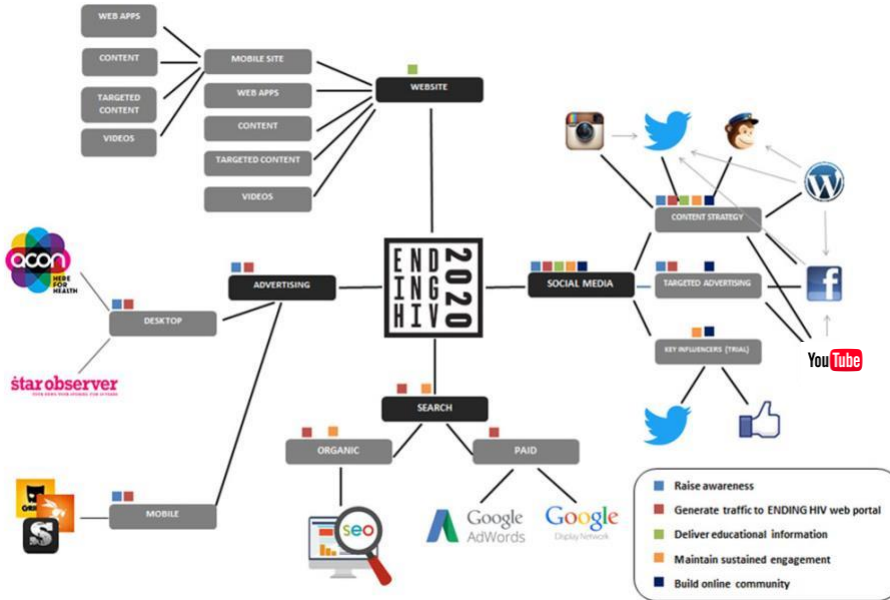 WEB APPS
CONTENT
TARGETED
CONTENT
VIDEOS
MOBILE SITE
WEB APPS
CONTENT
TARGETED CONTENT
VIDEOS
WEBSITE
CONTENT STRATEGY
acon
HERE
FOR
HEALTH
ADVERTISING
END
ING
HIV
2020
SOCIAL MEDIA
TARGETED ADVERTISING
DESKTOP
KEY INFLUENCERS (TRIAL)
YouTube
starobserver
SEARCH
ORGANIC
PAID
MOBILE
GRIN
S
seo
Google
AdWords
Google
Display Network
Raise awareness
Generate traffic to ENDING HIV web portal
Deliver educational information
Maintain sustained engagement
Build online community